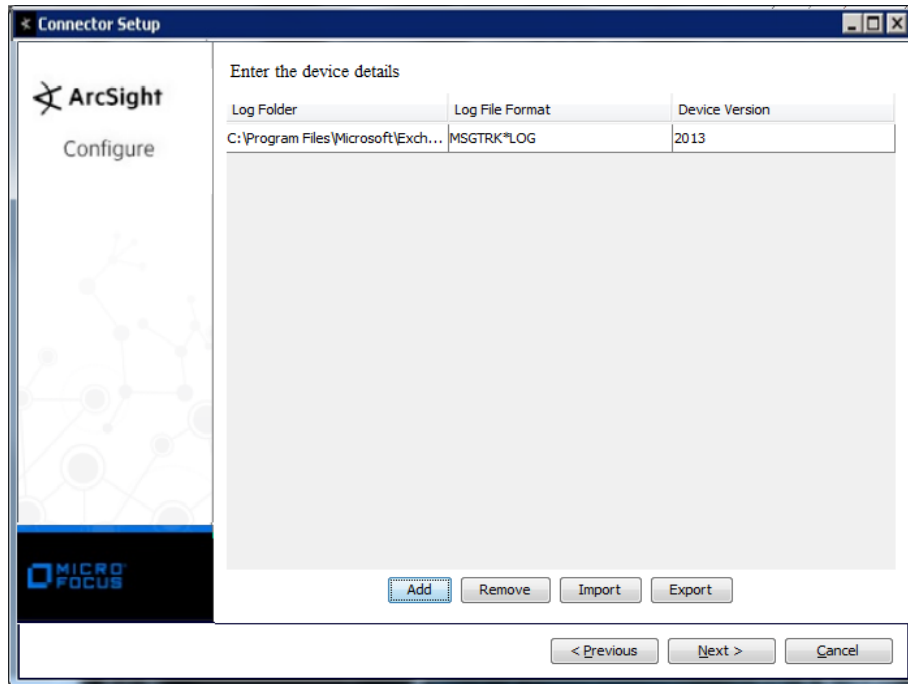 Connector Setup
ArcSight
Configure
Enter the device details
Log Folder Log File Format Device Version
C:\Program Files\Microsoft\Exch... MSGTRK*LOG 2013
MICRO
FOCUS
Add Remove Import Export
< Previous Next > Cancel